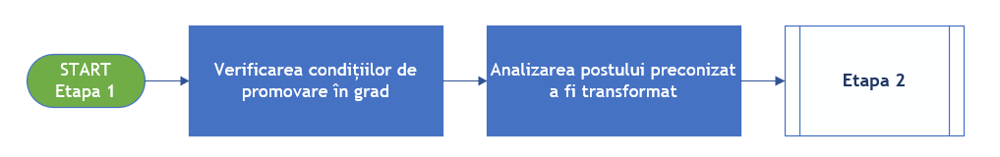 START
Etapa 1
Verificarea condițiilor de
promovare în grad
Analizarea postului preconizat
a fi transformat
Etapa 2